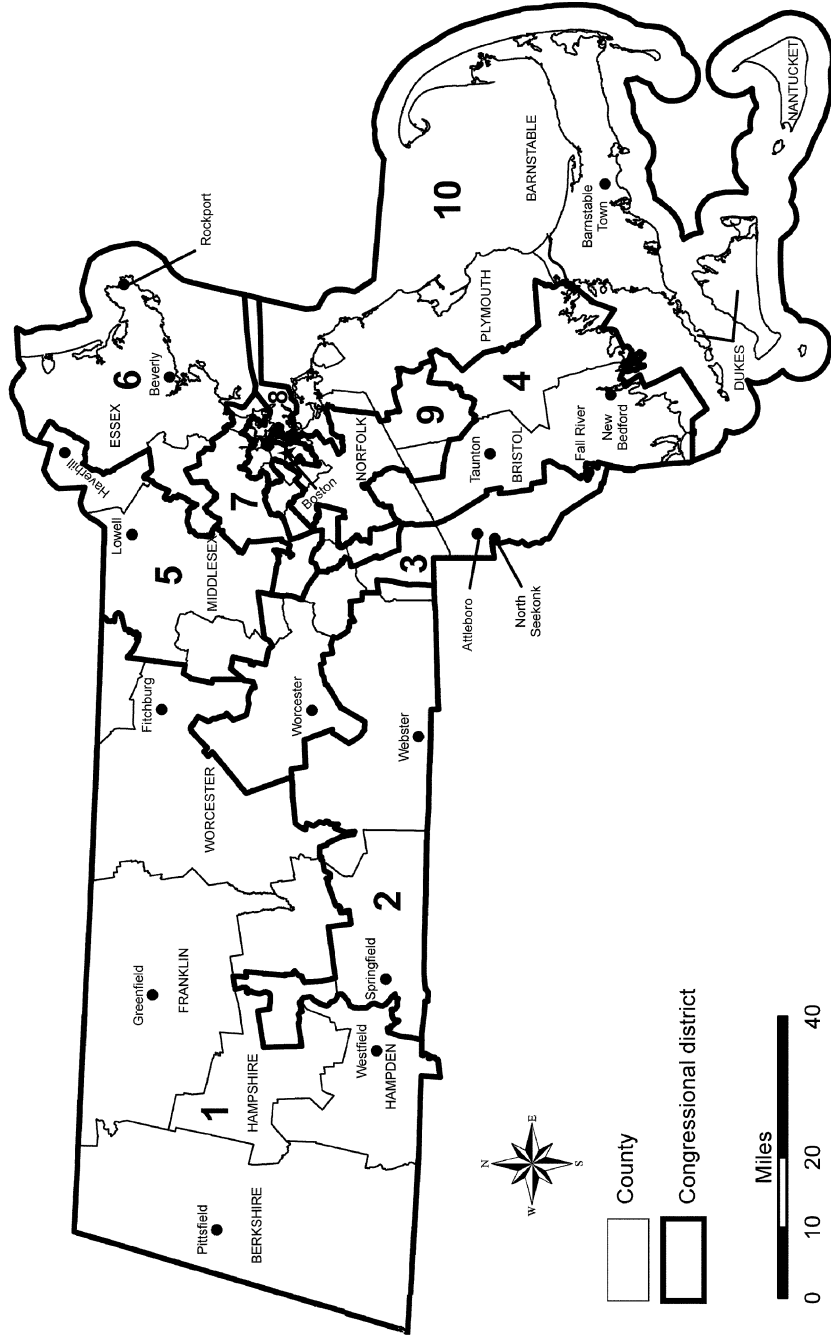 Rockport
6
Beverly
ESSEX
Haverhill
Lowell
5
MIDDLESEX
7
8
Boston
NORFOLK
3
9
4
10
PLYMOUTH
BARNSTABLE
Barnstable
Town
NANTUCKET
DUKES
Taunton
BRISTOL
Fall River
New
Bedford
Attleboro
North
Seekonk
Fitchburg
WORCESTER
Worcester
Webster
Greenfield
FRANKLIN
2
Springfield
Westfield
HAMPDEN
1
HAMPSHIRE
Pittsfield
BERKSHIRE
N
W
E
S
County
Congressional district
Miles
0
10
20
40